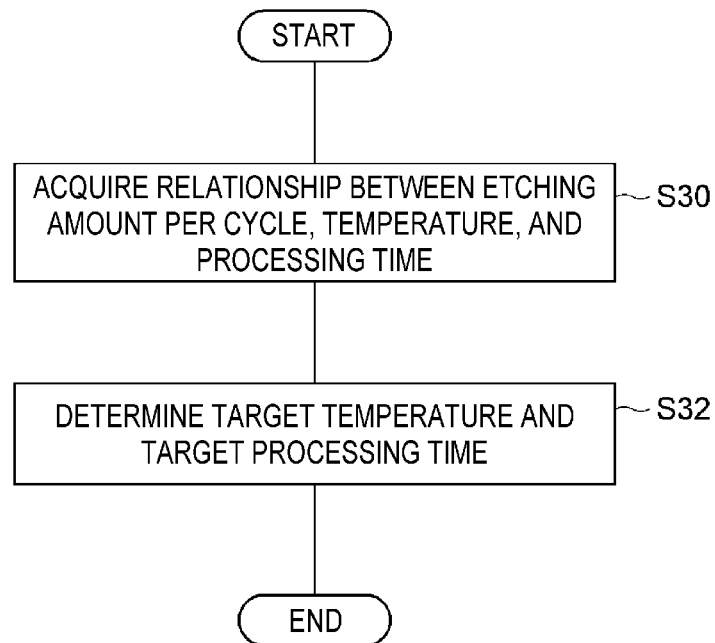 START
ACQUIRE RELATIONSHIP BETWEEN ETCHING
AMOUNT PER CYCLE, TEMPERATURE, AND
PROCESSING TIME
S30
DETERMINE TARGET TEMPERATURE AND
TARGET PROCESSING TIME
S32
END